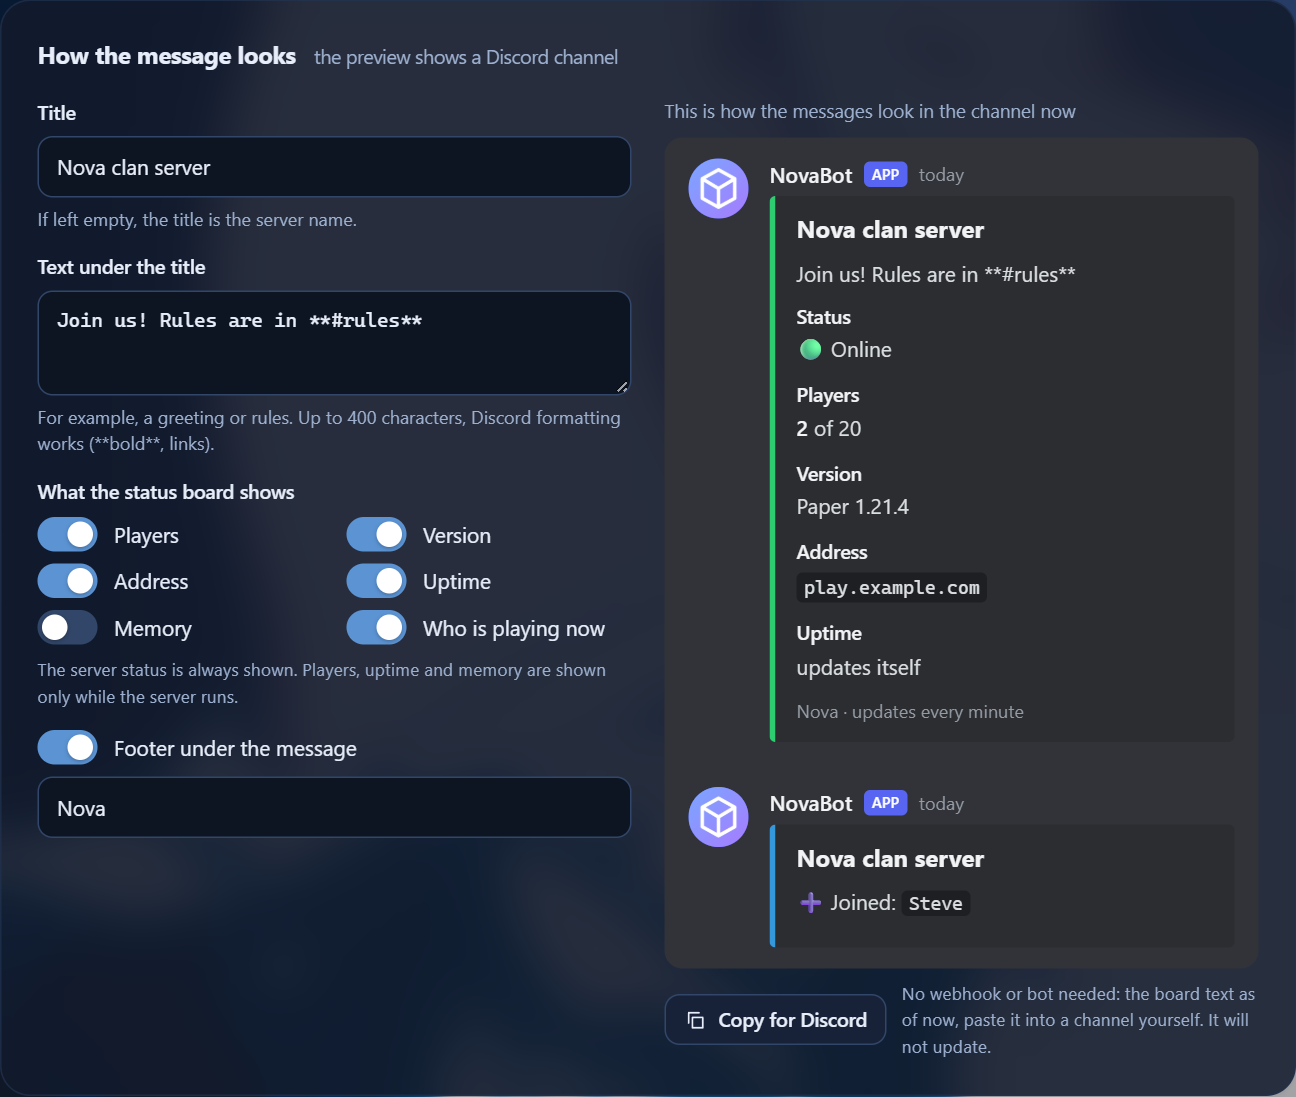 How the message looks the preview shows a Discord channel
Title
Nova clan server
If left empty, the title is the server name.
Text under the title
Join us! Rules are in **#rules**
For example, a greeting or rules. Up to 400 characters, Discord formatting
works (**bold**, links).
What the status board shows
Players
Version
Address
Uptime
Memory
Who is playing now
The server status is always shown. Players, uptime and memory are shown
only while the server runs.
Footer under the message
Nova
This is how the messages look in the channel now
NovaBot APP today
Nova clan server
Join us! Rules are in **#rules**
Status
Online
Players
2 of 20
Version
Paper 1.21.4
Address
play.example.com
Uptime
updates itself
Nova · updates every minute
NovaBot APP today
Nova clan server
Joined: Steve
Copy for Discord
No webhook or bot needed: the board text as
of now, paste it into a channel yourself. It will
not update.